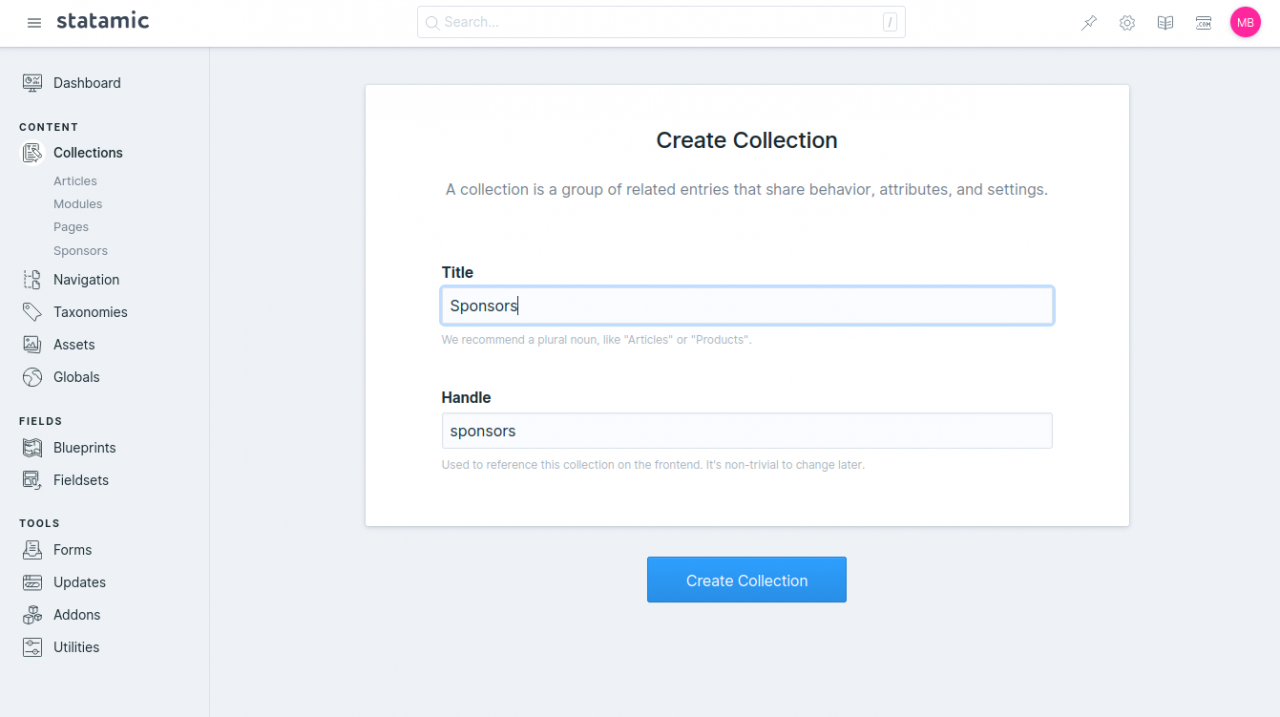 statamic
Search...
/
.COM
MB
Dashboard
CONTENT
Collections
Articles
Modules
Pages
Sponsors
Navigation
Taxonomies
Assets
Globals
FIELDS
Blueprints
Fieldsets
TOOLS
Forms
Updates
Addons
Utilities
Create Collection
A collection is a group of related entries that share behavior, attributes, and settings.
Title
Sponsors
We recommend a plural noun, like "Articles" or "Products".
Handle
sponsors
Used to reference this collection on the frontend. It's non-trivial to change later.
Create Collection